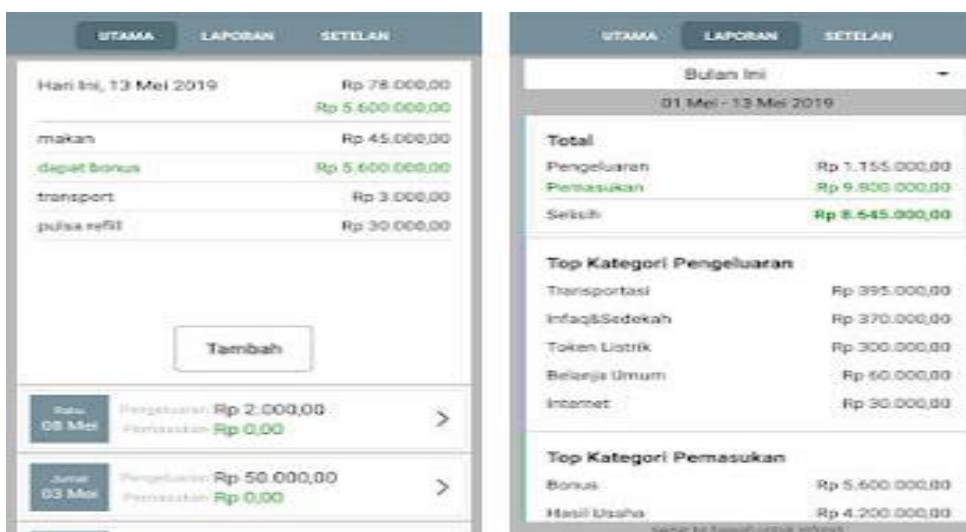 UTAMA LAPORAN SETELAN
Hari Ini, 13 Mei 2019 Rp 78.000,00
Rp 5.600.000,00
makan Rp 45.000,00
dapat bonus Rp 5.600.000,00
transport Rp 3.000,00
pulsa refill Rp 30.000,00
Tambah
Rabu
08 Mei
Pengeluaran Rp 2.000,00
Pemasukan Rp 0,00
Jumat
03 Mei
Pengeluaran Rp 50.000,00
Pemasukan Rp 0,00
UTAMA LAPORAN SETELAN
Bulan Ini
01 Mei - 13 Mei 2019
Total
Pengeluaran Rp 1.155.000,00
Pemasukan Rp 9.800.000,00
Selisih Rp 8.645.000,00
Top Kategori Pengeluaran
Transportasi Rp 395.000,00
Infaq&Sedekah Rp 370.000,00
Token Listrik Rp 300.000,00
Belanja Umum Rp 60.000,00
Internet Rp 30.000,00
Top Kategori Pemasukan
Bonus Rp 5.600.000,00
Hasil Usaha Rp 4.200.000,00